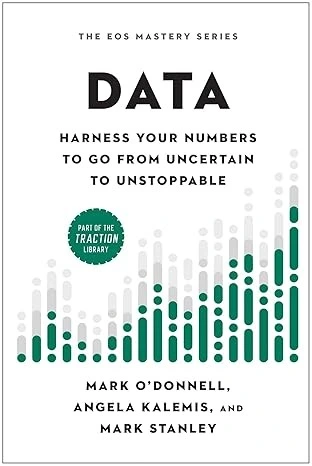 THE EOS MASTERY SERIES
DATA
HARNESS YOUR NUMBERS
TO GO FROM UNCERTAIN
TO UNSTOPPABLE
PART OF THE
TRACTION
LIBRARY
MARK O'DONNELL,
ANGELA KALEMIS, AND
MARK STANLEY